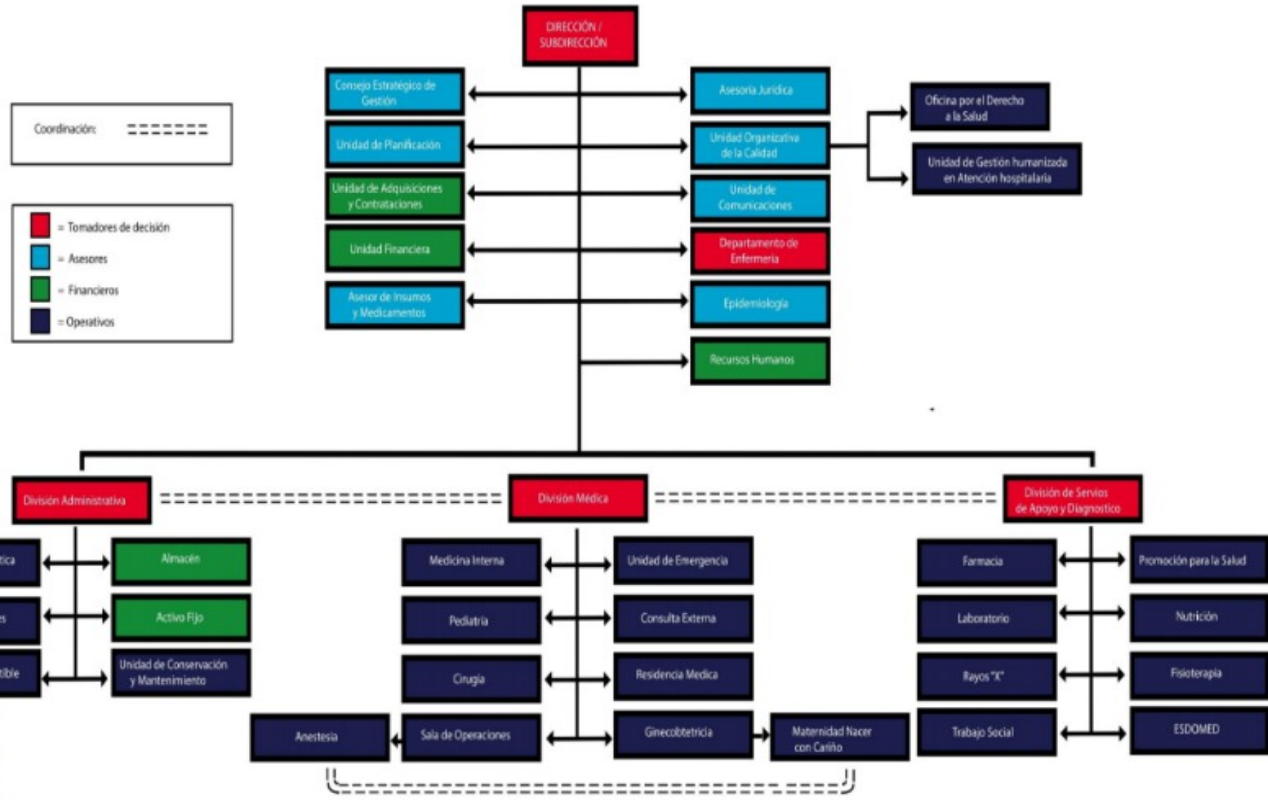 DIRECCIÓN /
SUBDIRECCIÓN
Consejo Estratégico de
Gestión
Asesoría Jurídica
Oficina por el Derecho
a la Salud
Coordinación:
Unidad de Planificación
Unidad Organizativa
de la Calidad
Unidad de Gestión humanizada
en Atención hospitalaria
Unidad de Adquisiciones
y Contrataciones
Unidad de
Comunicaciones
= Tomadores de decisión
= Asesores
= Financieros
= Operativos
Unidad Financiera
Departamento de
Enfermería
Asesor de Insumos
y Medicamentos
Epidemiología
Recursos Humanos
División Administrativa
División Médica
División de Servios
de Apoyo y Diagnostico
tica
Almacén
Medicina Interna
Unidad de Emergencia
Farmacia
Promoción para la Salud
es
Activo Fijo
Pediatría
Consulta Externa
Laboratorio
Nutrición
tible
Unidad de Conservación
y Mantenimiento
Cirugía
Residencia Medica
Rayos "X"
Fisioterapia
Anestesia
Sala de Operaciones
Ginecobtetricia
Maternidad Nacer
con Cariño
Trabajo Social
ESDOMED